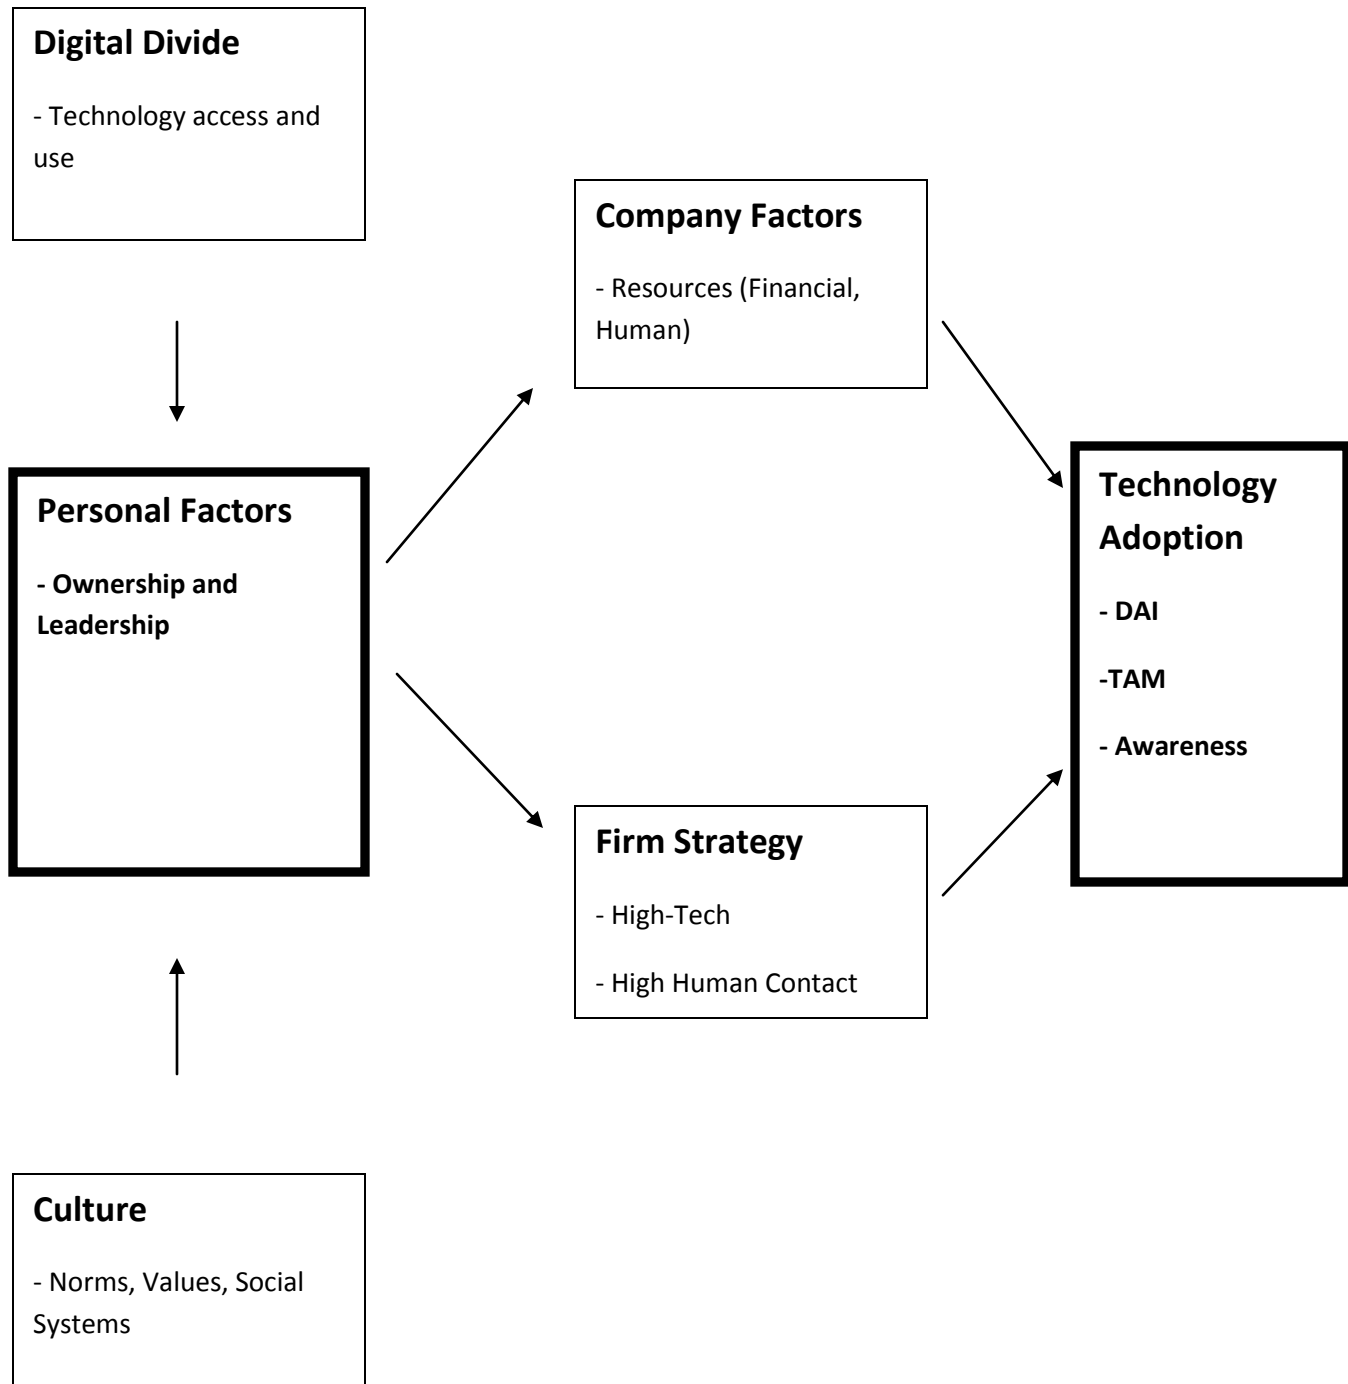 Digital Divide
- Technology access and
use
Company Factors
- Resources (Financial,
Human)
Personal Factors
- Ownership and
Leadership
Technology
Adoption
- DAI
-TAM
- Awareness
Firm Strategy
- High-Tech
- High Human Contact
Culture
- Norms, Values, Social
Systems